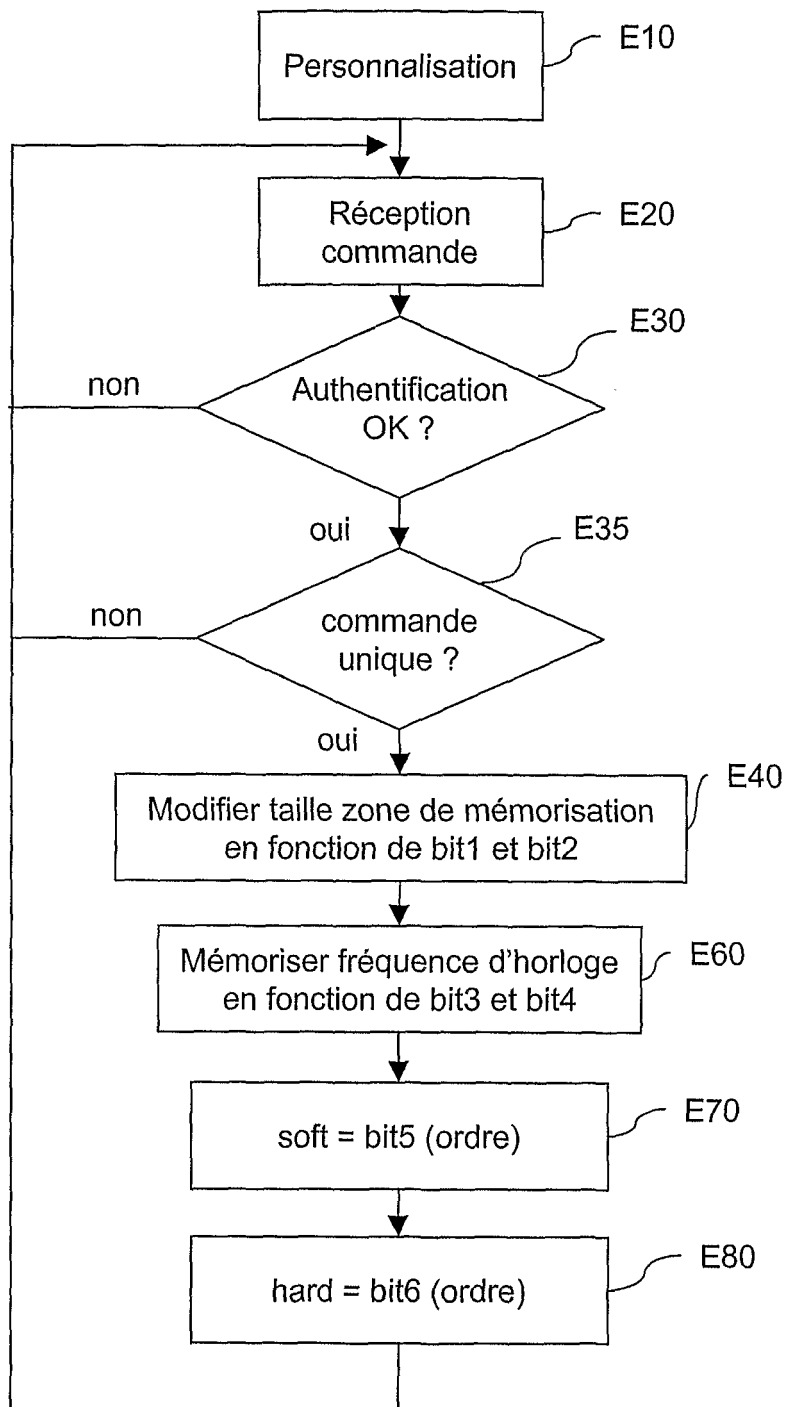 Personnalisation
E10
Réception
commande
E20
E30
non
Authentification
OK ?
oui
E35
non
commande
unique ?
oui
E40
Modifier taille zone de mémorisation
en fonction de bit1 et bit2
Mémoriser fréquence d'horloge
en fonction de bit3 et bit4
E60
soft = bit5 (ordre)
E70
hard = bit6 (ordre)
E80